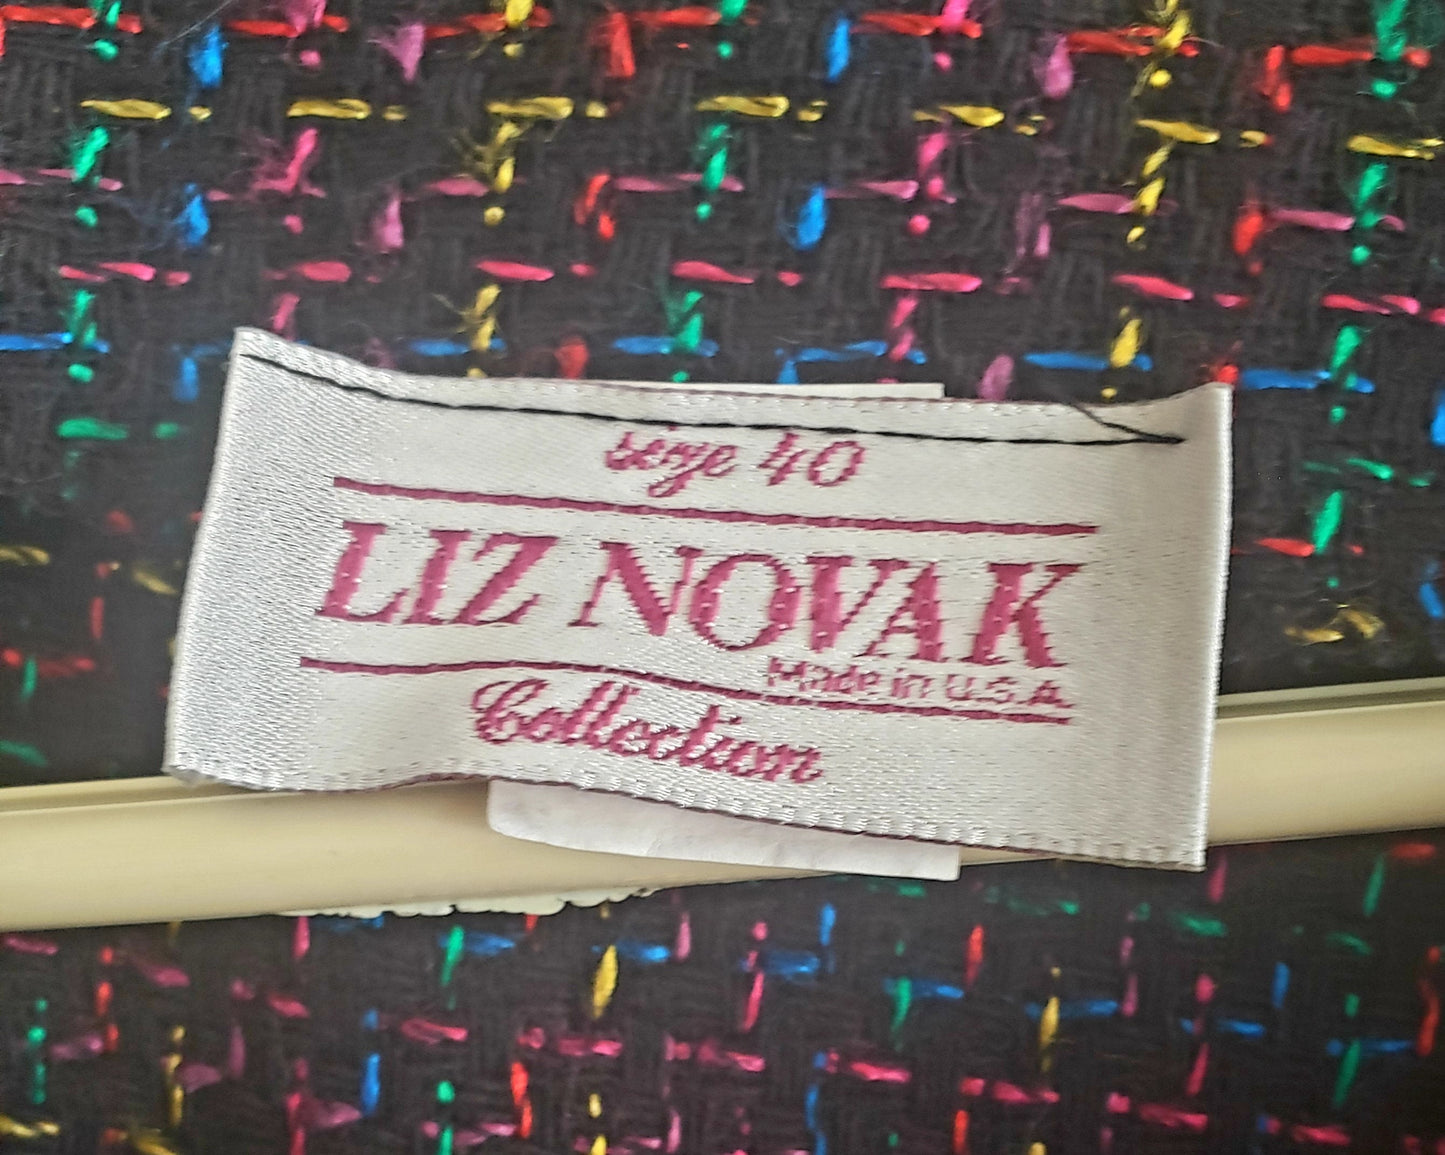 size 40
LIZ NOVAK
Made in U.S.A.
Collection